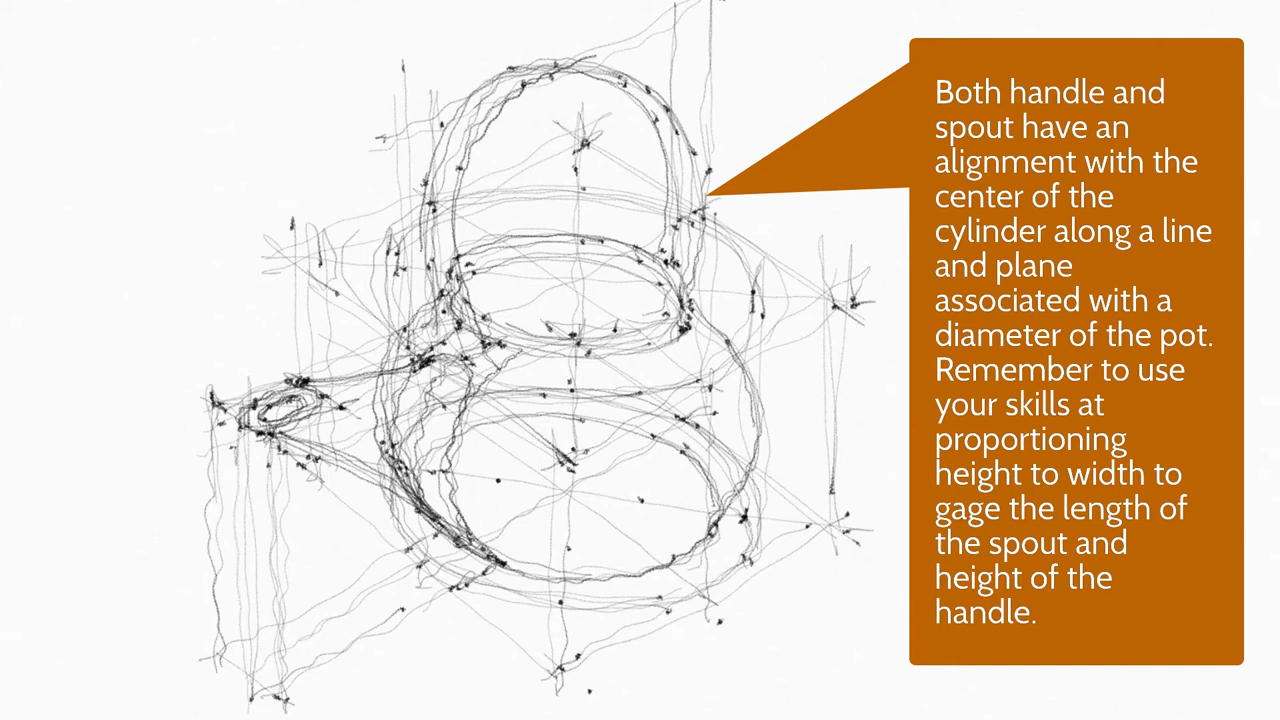 Both handle and
spout have an
alignment with the
center of the
cylinder along a line
and plane
associated with a
diameter of the pot.
Remember to use
your skills at
proportioning
height to width to
gage the length of
the spout and
height of the
handle.